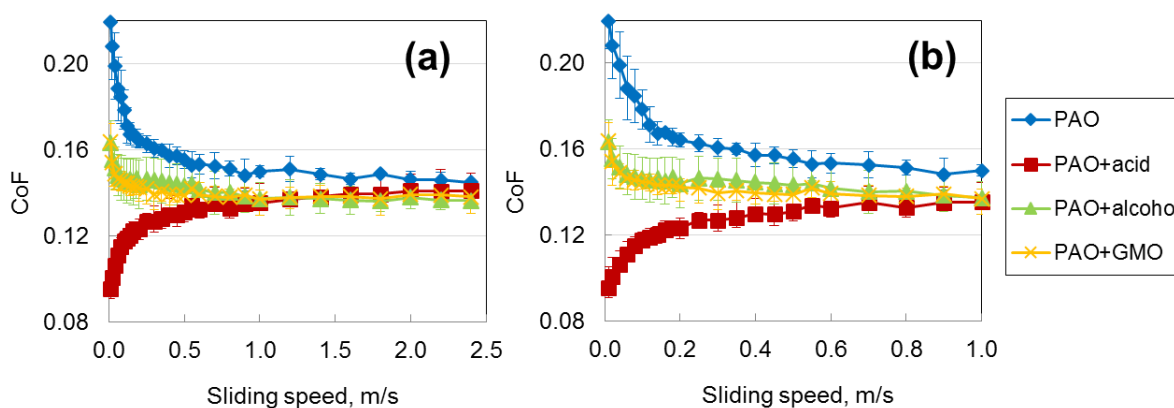 (a)
0.20
0.16
0.12
0.08
CoF
0.0 0.5 1.0 1.5 2.0 2.5
Sliding speed, m/s
(b)
0.20
0.16
0.12
0.08
CoF
0.0 0.2 0.4 0.6 0.8 1.0
Sliding speed, m/s
PAO
PAO+acid
PAO+alcoho
PAO+GMO